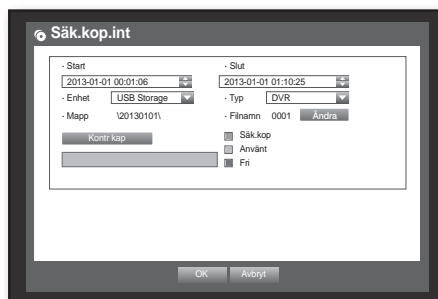 Säk.kop.int
· Start
· Slut
2013-01-01 00:01:06
2013-01-01 01:10:25
· Enhet USB Storage
· Typ DVR
· Mapp \20130101\
· Filnamn 0001 Ändra
Kontr kap
Säk.kop
Använt
Fri
OK Avbryt